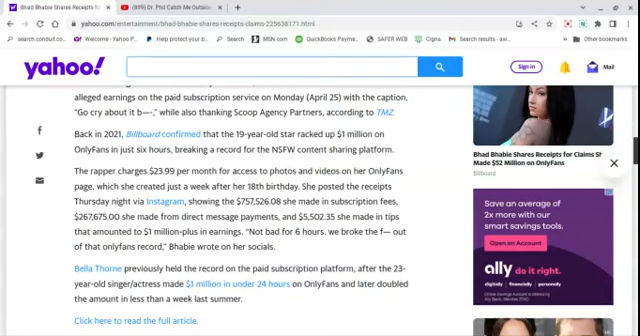 Bhad Bhabie Shares Receipts fo
(899) Dr. Phil Catch Me Outside
yahoo.com/entertainment/bhad-bhabie-shares-receipts-claims-225638171.html
search.conduit.co...
Welcome - Yahoo P...
Help protect your b...
Search
MSN.com
QuickBooks Payme...
SAFER WEB
Cigna
Search results - aw...
Other bookmarks
yahoo!
Sign in
Mail
alleged earnings on the paid subscription service on Monday (April 25) with the caption,
"Go cry about it b—-," while also thanking Scoop Agency Partners, according to TMZ
Back in 2021, Billboard confirmed that the 19-year-old star racked up $1 million on
OnlyFans in just six hours, breaking a record for the NSFW content sharing platform.
The rapper charges $23.99 per month for access to photos and videos on her OnlyFans
page, which she created just a week after her 18th birthday. She posted the receipts
Thursday night via Instagram, showing the $757,526.08 she made in subscription fees,
$267,675.00 she made from direct message payments, and $5,502.35 she made in tips
that amounted to $1 million-plus in earnings. "Not bad for 6 hours. we broke the f— out
of that onlyfans record," Bhabie wrote on her socials.
Bella Thorne previously held the record on the paid subscription platform, after the 23-
year-old singer/actress made $1 million in under 24 hours on OnlyFans and later doubled
the amount in less than a week last summer.
Click here to read the full article.
Bhad Bhabie Shares Receipts for Claims Sh
Made $52 Million on OnlyFans
Billboard
Save an average of
2x more with our
smart savings tools.
Open an Account
ally do it right.
digitally | financially | personally